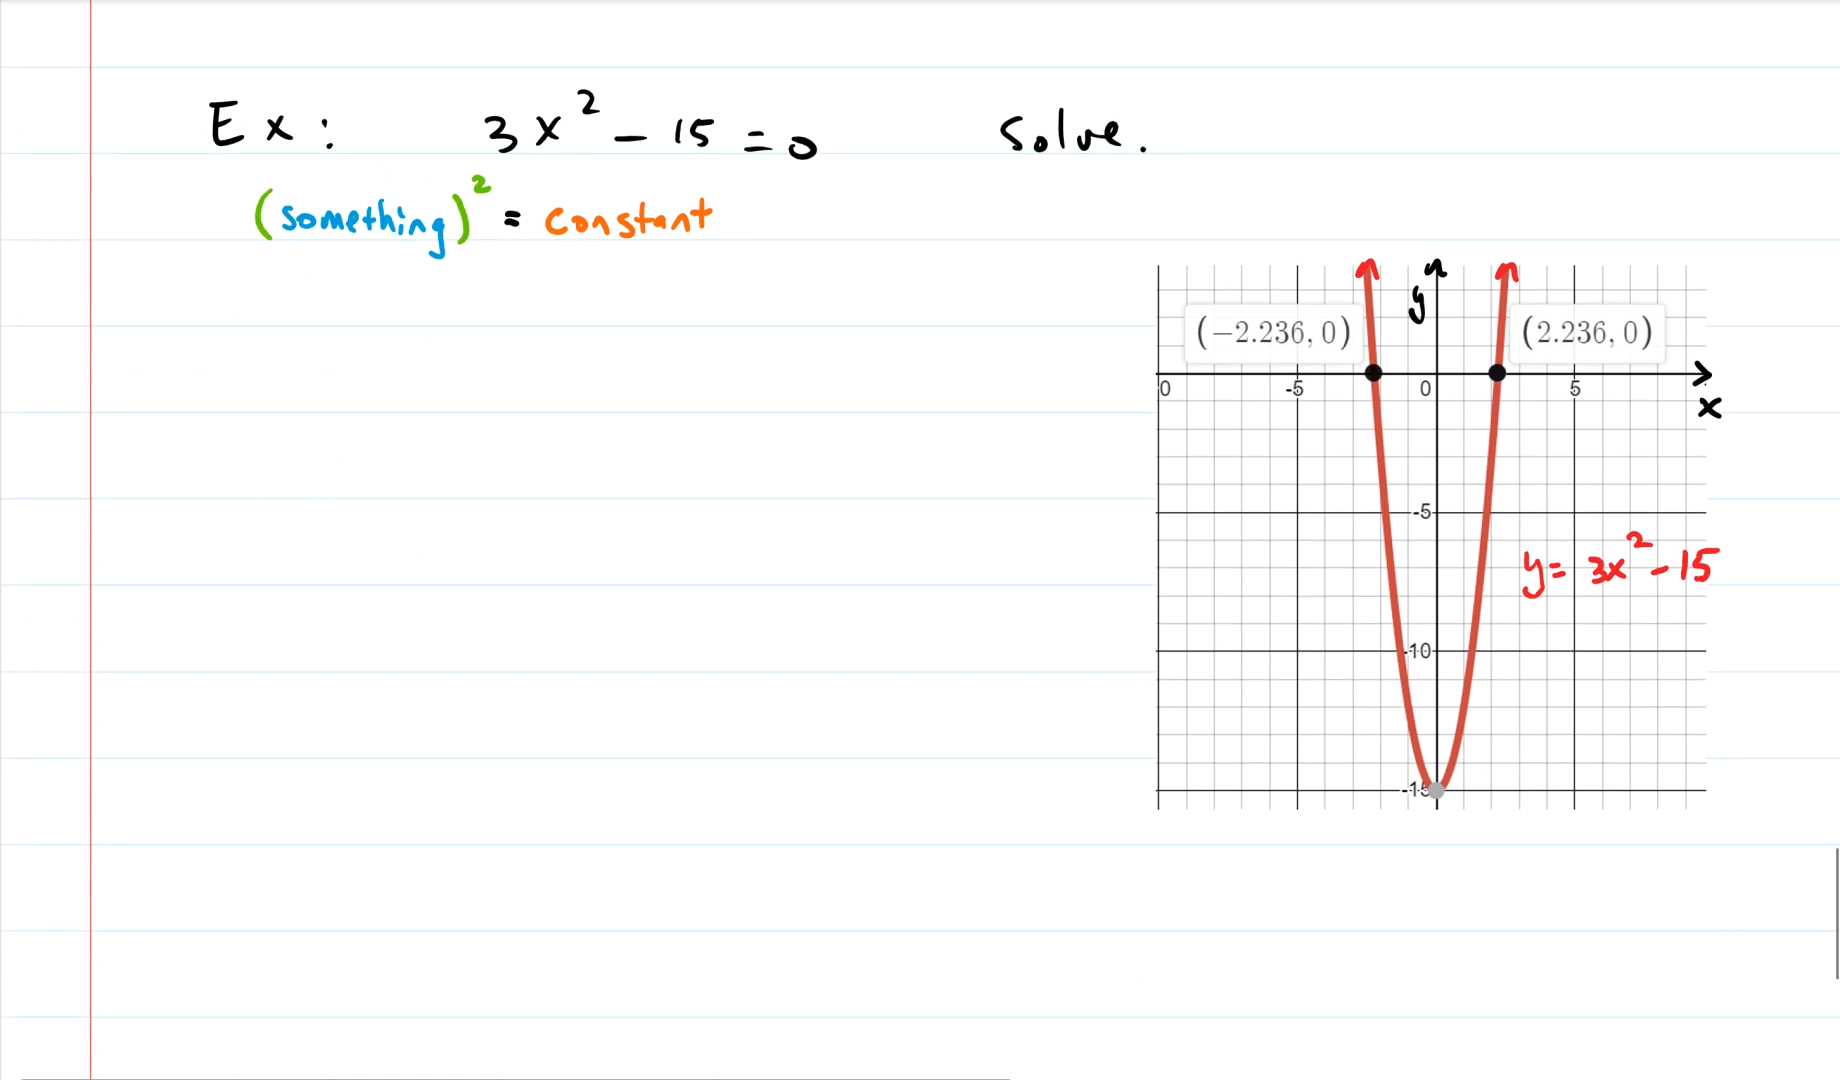 Ex: 3x² - 15 = 0 Solve.
(something)² = constant
y
(-2.236, 0) (2.236, 0)
0 -5 0 5
x
-5
y = 3x² - 15
-10
-15